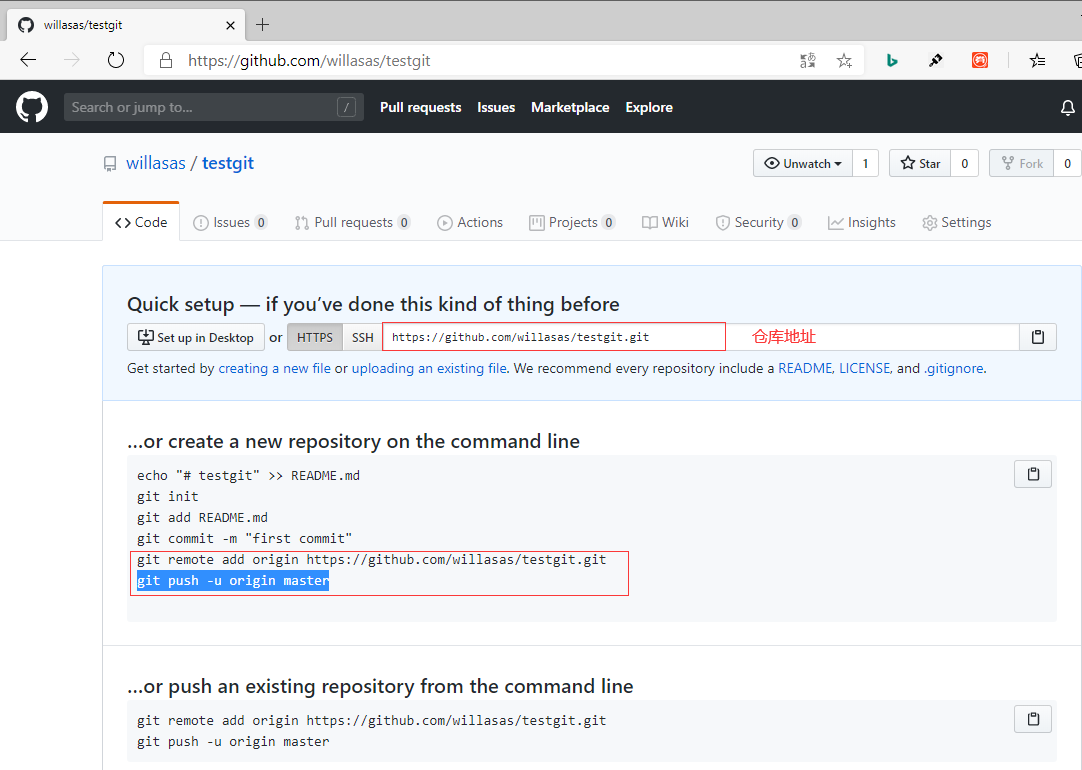 willasas/testgit
https://github.com/willasas/testgit
Search or jump to... / Pull requests Issues Marketplace Explore
willasas / testgit Unwatch 1 Star 0 Fork 0
Code Issues 0 Pull requests 0 Actions Projects 0 Wiki Security 0 Insights Settings
Quick setup — if you’ve done this kind of thing before
Set up in Desktop or HTTPS SSH https://github.com/willasas/testgit.git 仓库地址
Get started by creating a new file or uploading an existing file. We recommend every repository include a README, LICENSE, and .gitignore.
…or create a new repository on the command line
echo "# testgit" >> README.md
git init
git add README.md
git commit -m "first commit"
git remote add origin https://github.com/willasas/testgit.git
git push -u origin master
…or push an existing repository from the command line
git remote add origin https://github.com/willasas/testgit.git
git push -u origin master